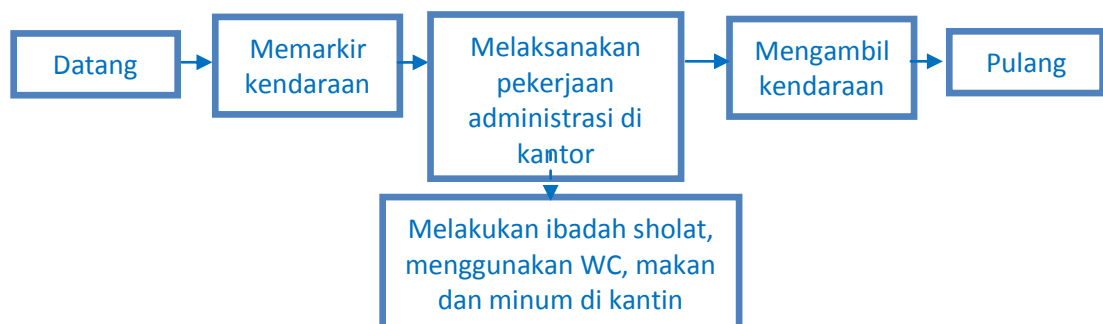 Datang
Memarkir
kendaraan
Melaksanakan
pekerjaan
administrasi di
kantor
Mengambil
kendaraan
Pulang
Melakukan ibadah sholat,
menggunakan WC, makan
dan minum di kantin